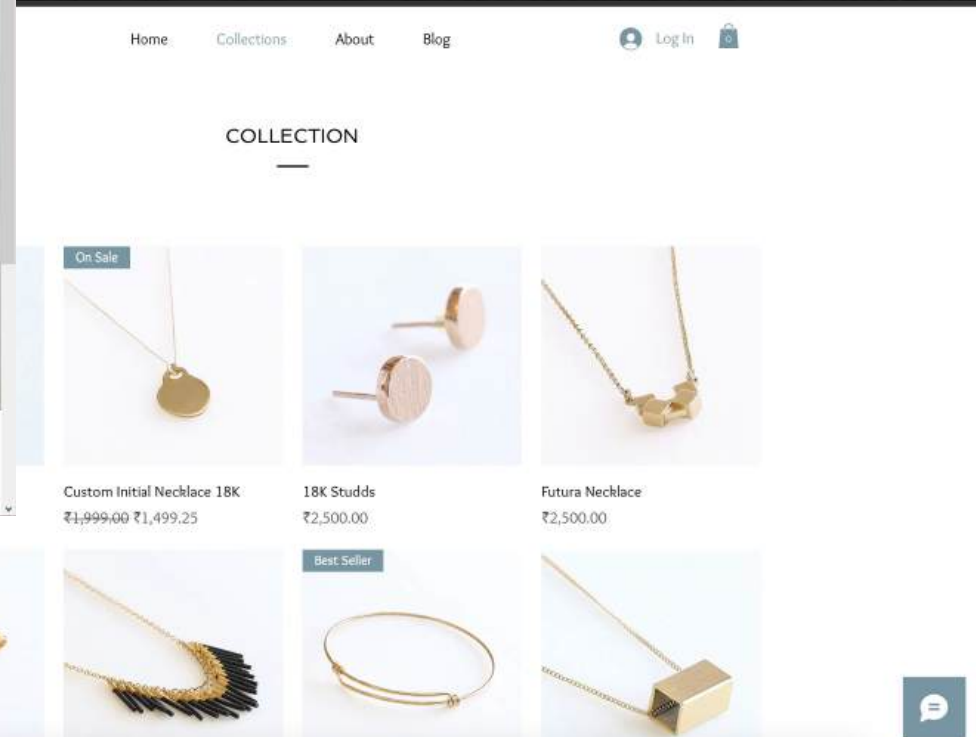 Home Collections About Blog Log In 0
COLLECTION
On Sale
Custom Initial Necklace 18K 18K Studds Futura Necklace
₹1,999.00 ₹1,499.25 ₹2,500.00 ₹2,500.00
Best Seller